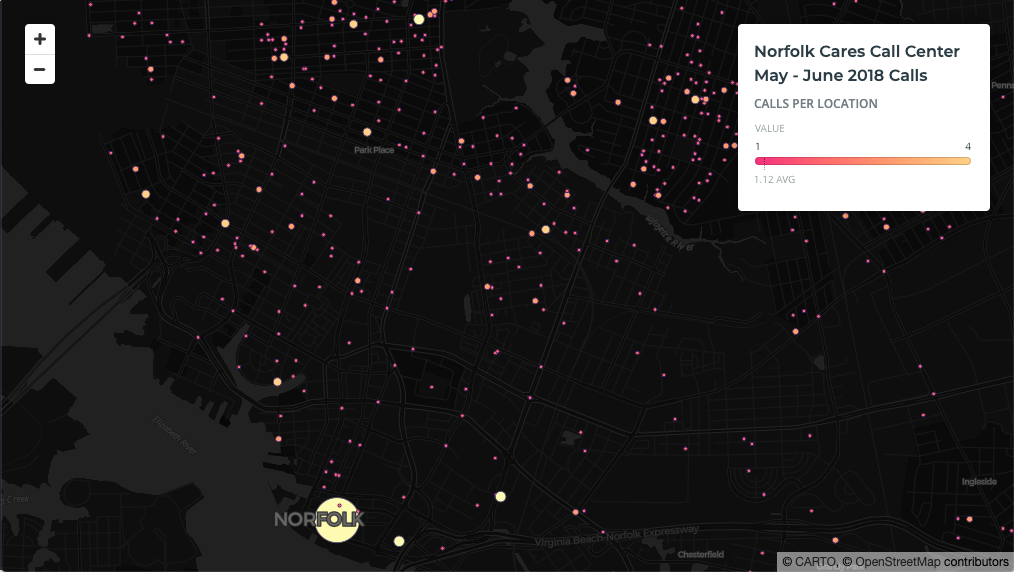 +
−
Norfolk Cares Call Center
May - June 2018 Calls
CALLS PER LOCATION
VALUE
1 4
1.12 AVG
Park Place
Elizabeth River
Creek
NORFOLK
Virginia Beach-Norfolk Expressway
Chesterfield
Ingleside
© CARTO, © OpenStreetMap contributors